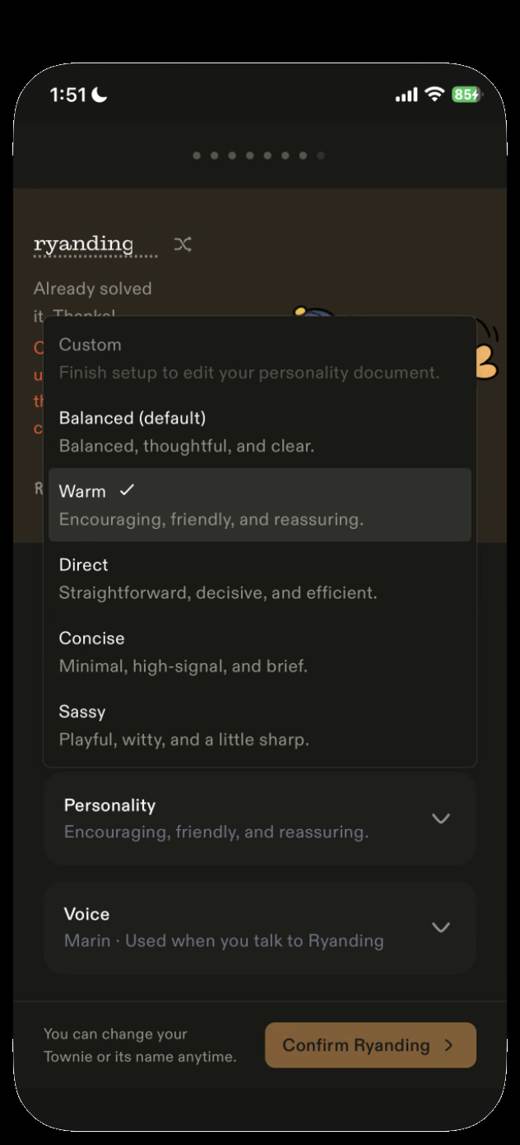 1:51
85
ryanding
Already solved
it. Thanks!
Custom
Finish setup to edit your personality document.
Balanced (default)
Balanced, thoughtful, and clear.
Warm
Encouraging, friendly, and reassuring.
Direct
Straightforward, decisive, and efficient.
Concise
Minimal, high-signal, and brief.
Sassy
Playful, witty, and a little sharp.
Personality
Encouraging, friendly, and reassuring.
Voice
Marin · Used when you talk to Ryanding
You can change your
Townie or its name anytime.
Confirm Ryanding